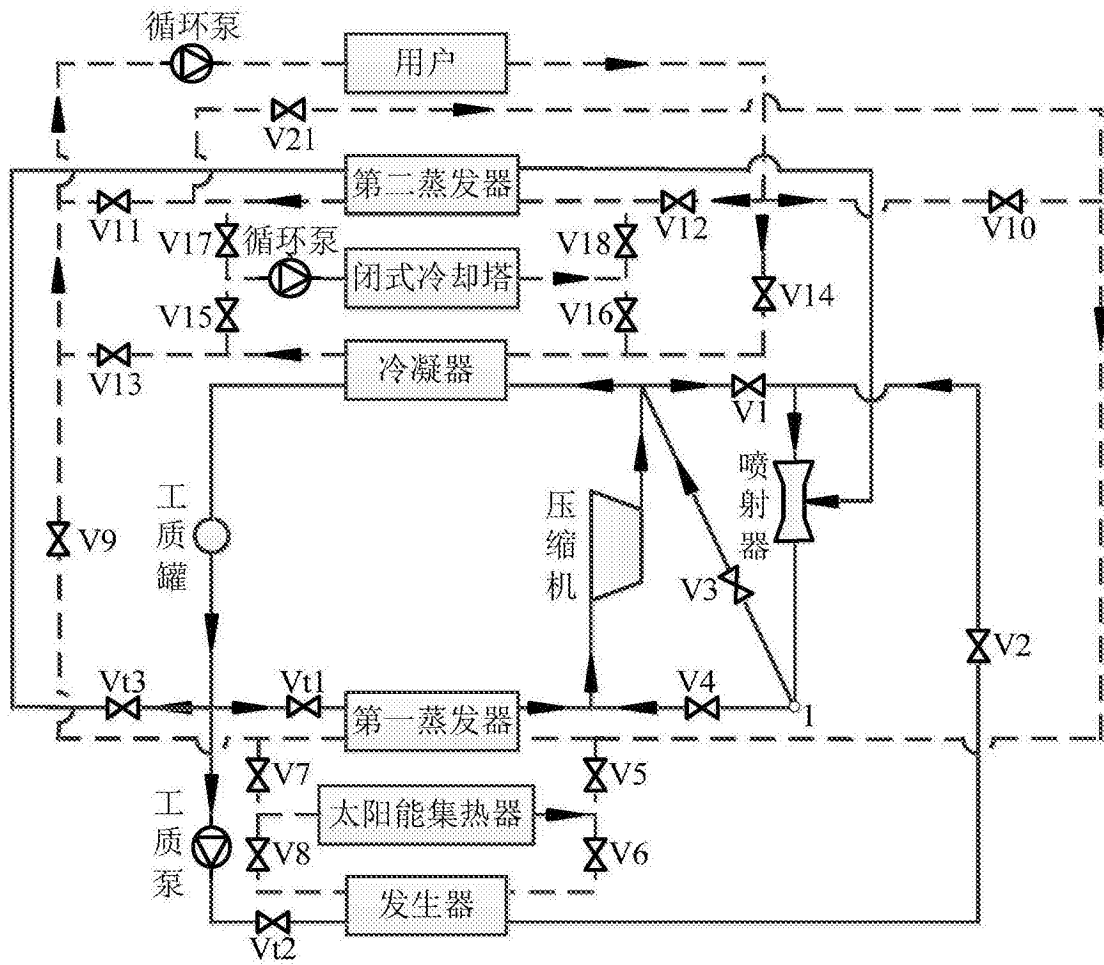 循环泵
用户
V21
第二蒸发器
V11
V12
V10
V17
循环泵
V18
闭式冷却塔
V14
V15
V16
冷凝器
V13
V1
喷射器
工质罐
压缩机
V9
V3
V2
Vt3
Vt1
V4
第一蒸发器
1
V7
V5
太阳能集热器
工质泵
V8
V6
发生器
Vt2